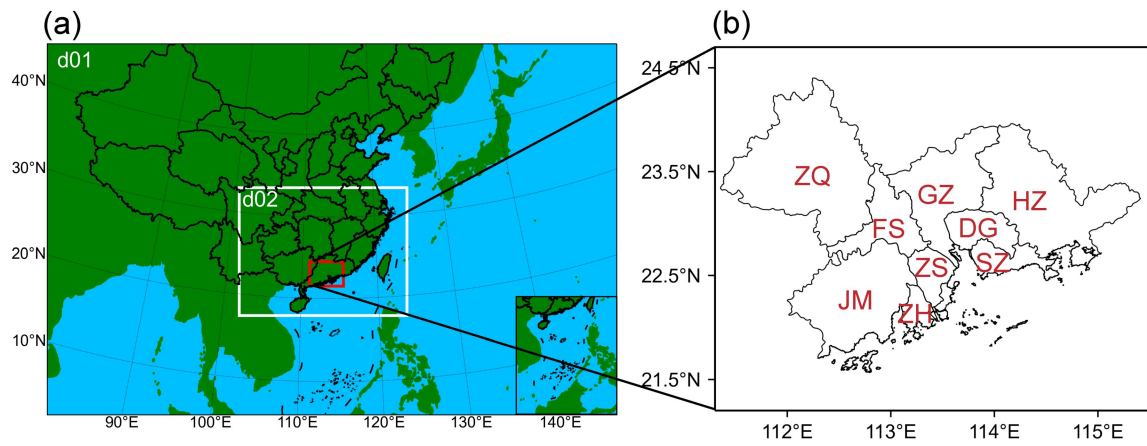 (a)
d01
d02
40°N
30°N
20°N
10°N
90°E
100°E
110°E
120°E
130°E
140°E
(b)
24.5°N
23.5°N
22.5°N
21.5°N
112°E
113°E
114°E
115°E
ZQ
GZ
HZ
FS
DG
ZS
SZ
JM
ZH